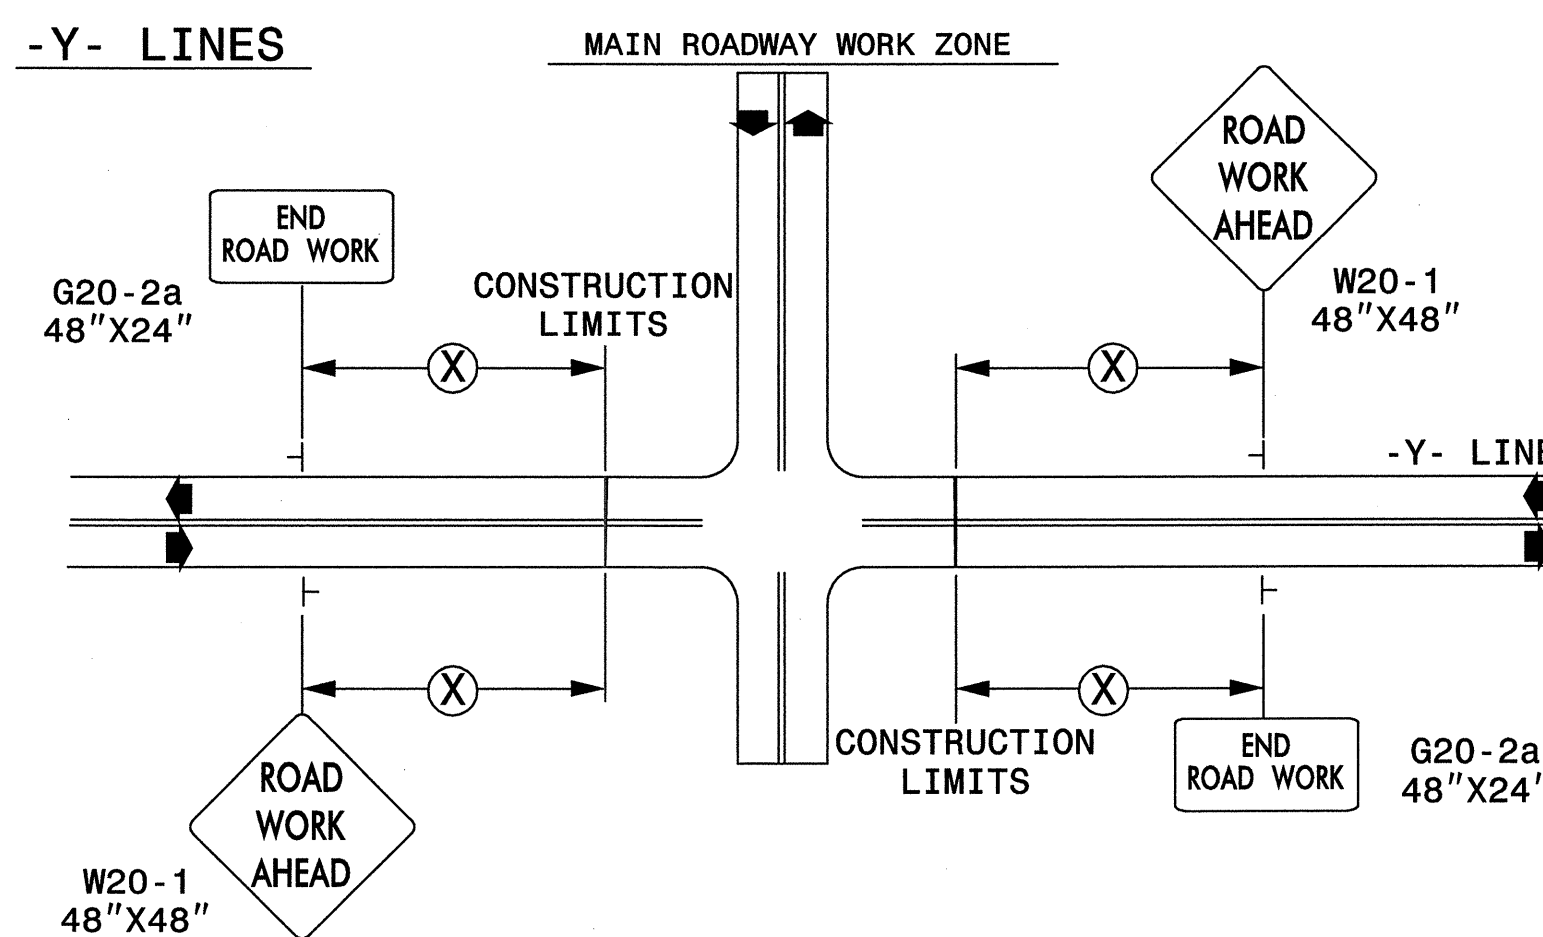 -Y- LINES
MAIN ROADWAY WORK ZONE
ROAD
WORK
AHEAD
END
ROAD WORK
G20-2a
48"X24"
CONSTRUCTION
LIMITS
W20-1
48"X48"
X
X
-Y- LINE
X
X
CONSTRUCTION
LIMITS
END
ROAD WORK
G20-2a
48"X24"
ROAD
WORK
AHEAD
W20-1
48"X48"